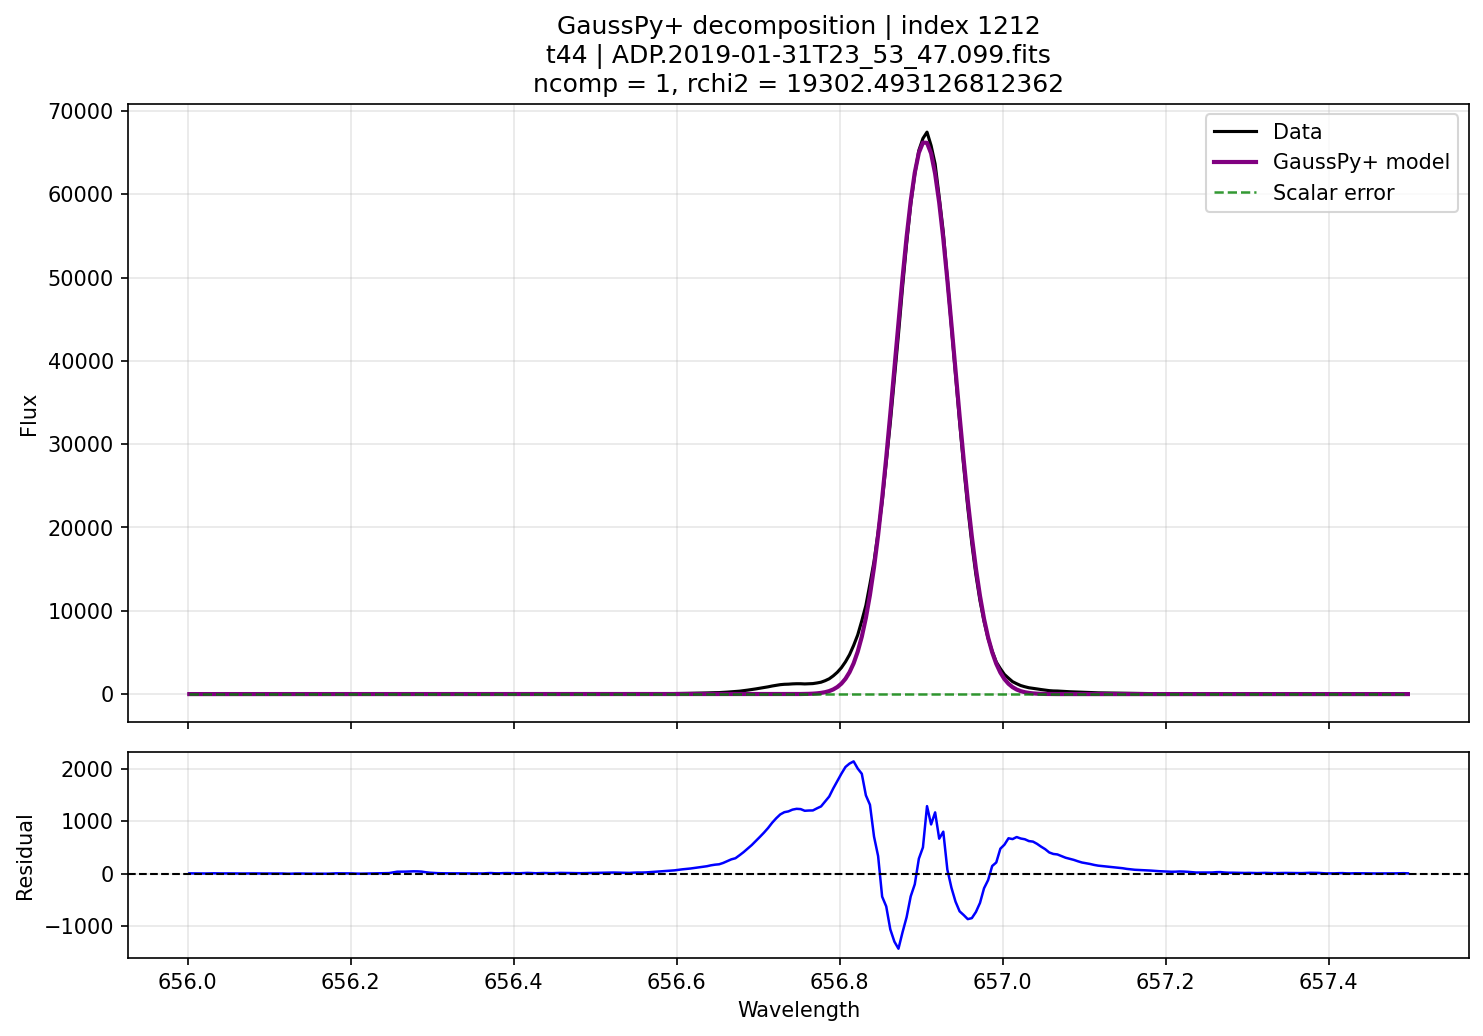 GaussPy+ decomposition | index 1212
t44 | ADP.2019-01-31T23_53_47.099.fits
ncomp = 1, rchi2 = 19302.493126812362
70000
60000
50000
40000
30000
20000
10000
0
Flux
Data
GaussPy+ model
Scalar error
2000
1000
0
−1000
Residual
656.0
656.2
656.4
656.6
656.8
657.0
657.2
657.4
Wavelength